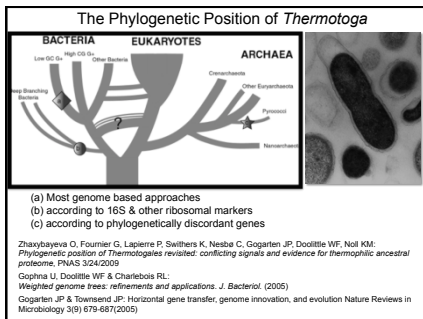 The Phylogenetic Position of Thermotoga
BACTERIA
EUKARYOTES
ARCHAEA
High CG G+
Low GC G+
Other Bacteria
Deep Branching
Bacteria
Crenarchaeota
Other Euryarchaeota
Pyrococci
Nanoarchaeota
?
(a) Most genome based approaches
(b) according to 16S & other ribosomal markers
(c) according to phylogenetically discordant genes
Zhaxybayeva O, Fournier G, Lapierre P, Swithers K, Nesbø C, Gogarten JP, Doolittle WF, Noll KM:
Phylogenetic position of Thermotogales revisited: conflicting signals and evidence for thermophilic ancestral
proteome, PNAS 3/24/2009
Gophna U, Doolittle WF & Charlebois RL:
Weighted genome trees: refinements and applications. J. Bacteriol. (2005)
Gogarten JP & Townsend JP: Horizontal gene transfer, genome innovation, and evolution Nature Reviews in
Microbiology 3(9) 679-687(2005)